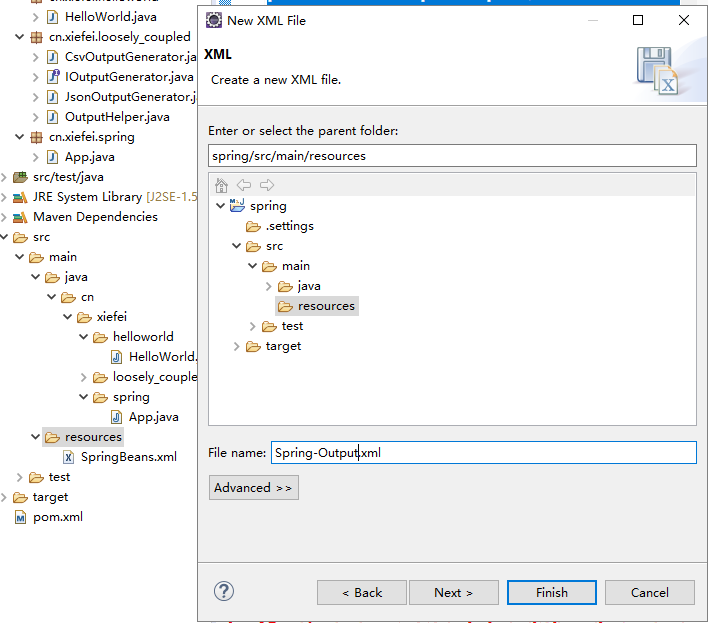 HelloWorld.java
cn.xiefei.loosely_coupled
CsvOutputGenerator.ja
IOutputGenerator.java
JsonOutputGenerator.j
OutputHelper.java
cn.xiefei.spring
App.java
src/test/java
JRE System Library [J2SE-1.5
Maven Dependencies
src
main
java
cn
xiefei
helloworld
HelloWorld.
loosely_couple
spring
App.java
resources
SpringBeans.xml
test
target
pom.xml
New XML File
XML
Create a new XML file.
Enter or select the parent folder:
spring/src/main/resources
spring
.settings
src
main
java
resources
test
target
File name: Spring-Output.xml
Advanced >>
? < Back Next > Finish Cancel